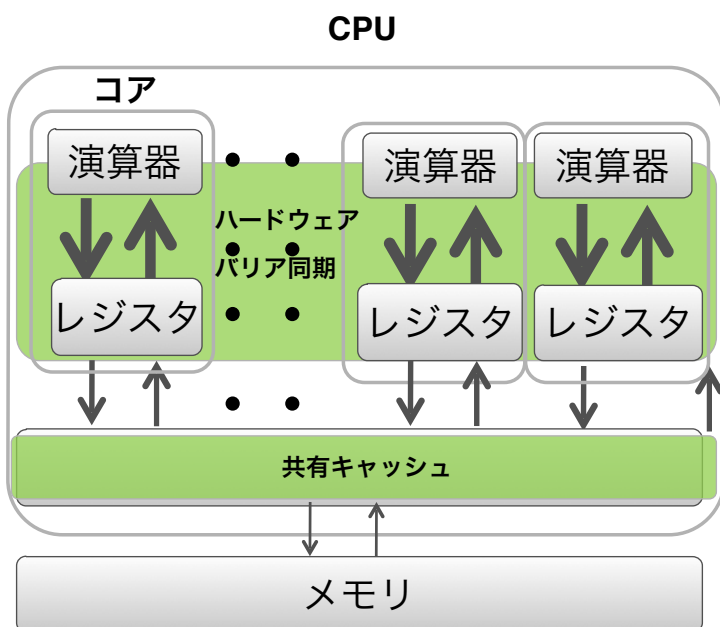 CPU
コア
演算器
演算器
演算器
ハードウェア
バリア同期
レジスタ
レジスタ
レジスタ
共有キャッシュ
メモリ